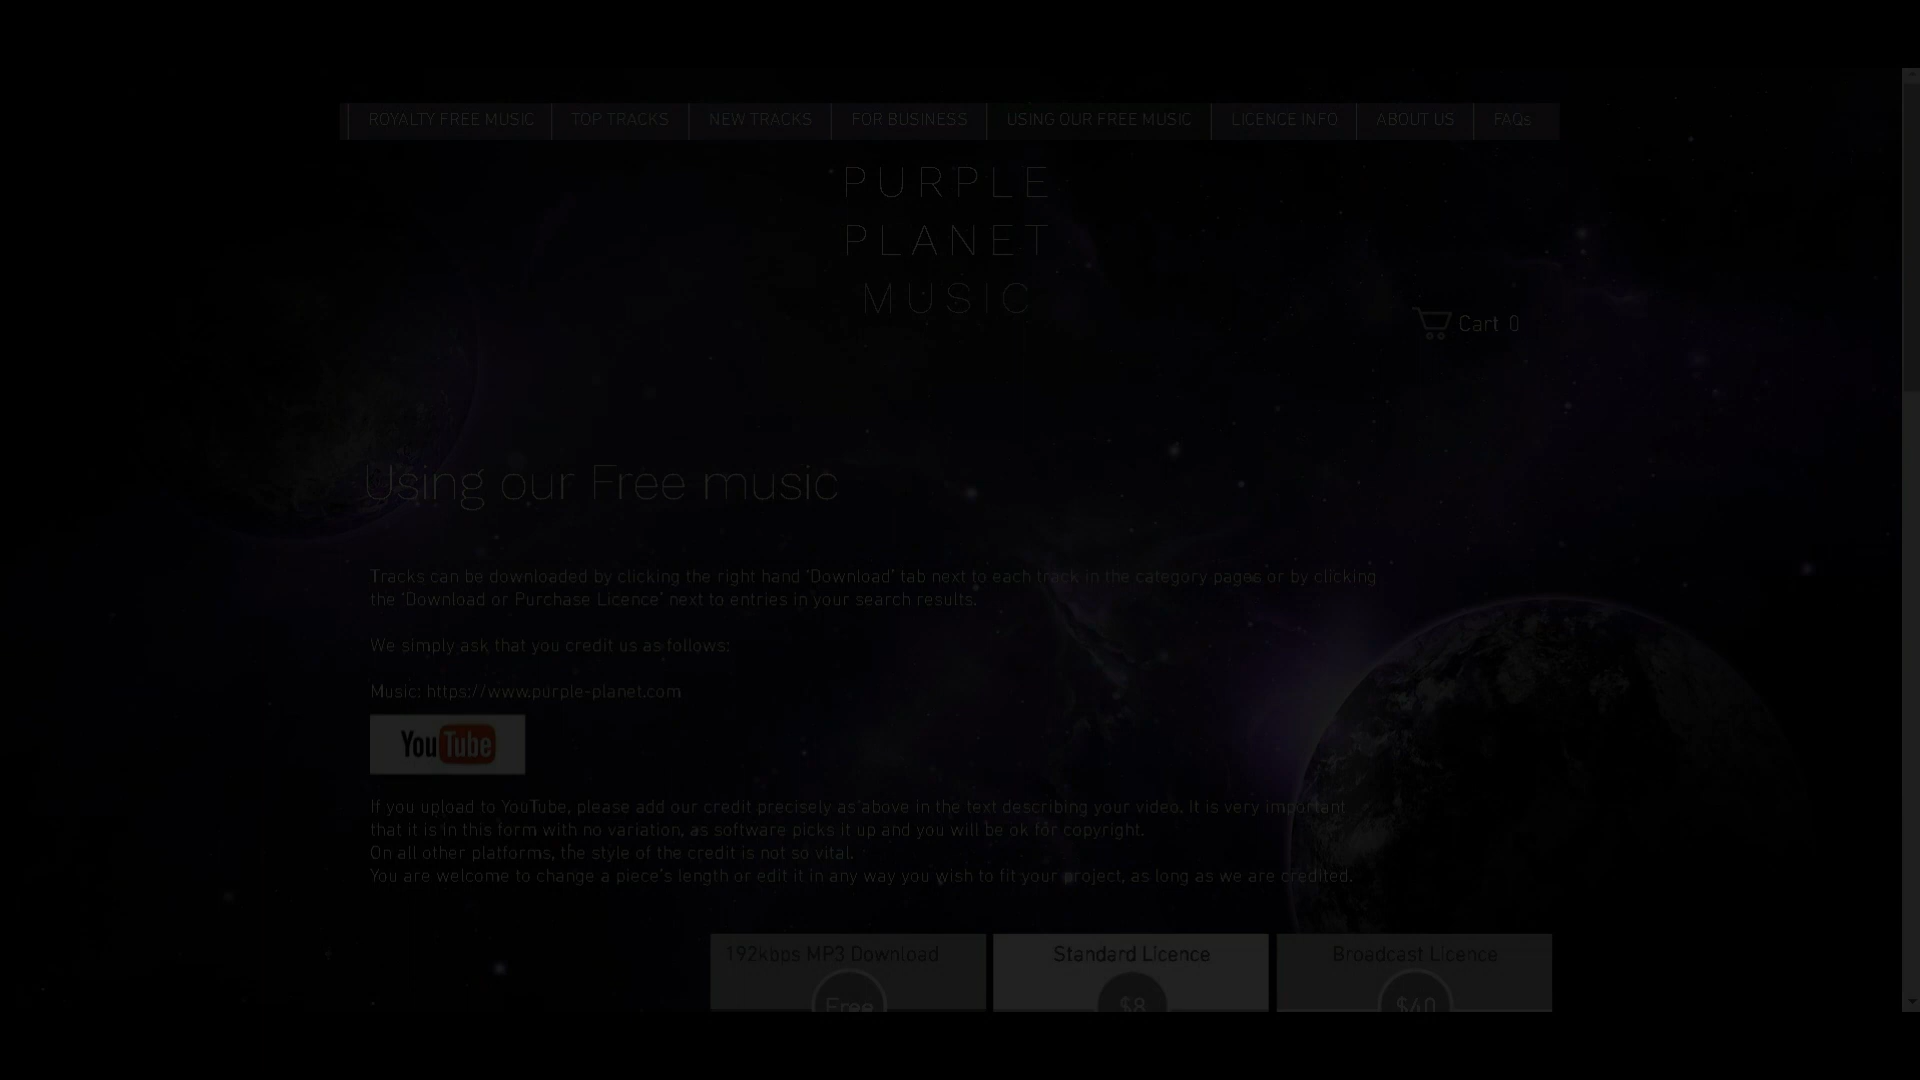 ROYALTY FREE MUSIC
TOP TRACKS
NEW TRACKS
FOR BUSINESS
USING OUR FREE MUSIC
LICENCE INFO
ABOUT US
FAQs
PURPLE
PLANET
MUSIC
Cart 0
Using our Free music
Tracks can be downloaded by clicking the right hand ‘Download’ tab next to each track in the category pages or by clicking
the ‘Download or Purchase Licence’ next to entries in your search results.
We simply ask that you credit us as follows:
Music: https://www.purple-planet.com
YouTube
If you upload to YouTube, please add our credit precisely as above in the text describing your video. It is very important
that it is in this form with no variation, as software picks it up and you will be ok for copyright.
On all other platforms, the style of the credit is not so vital.
You are welcome to change a piece’s length or edit it in any way you wish to fit your project, as long as we are credited.
192kbps MP3 Download
Free
Standard Licence
$8
Broadcast Licence
$40